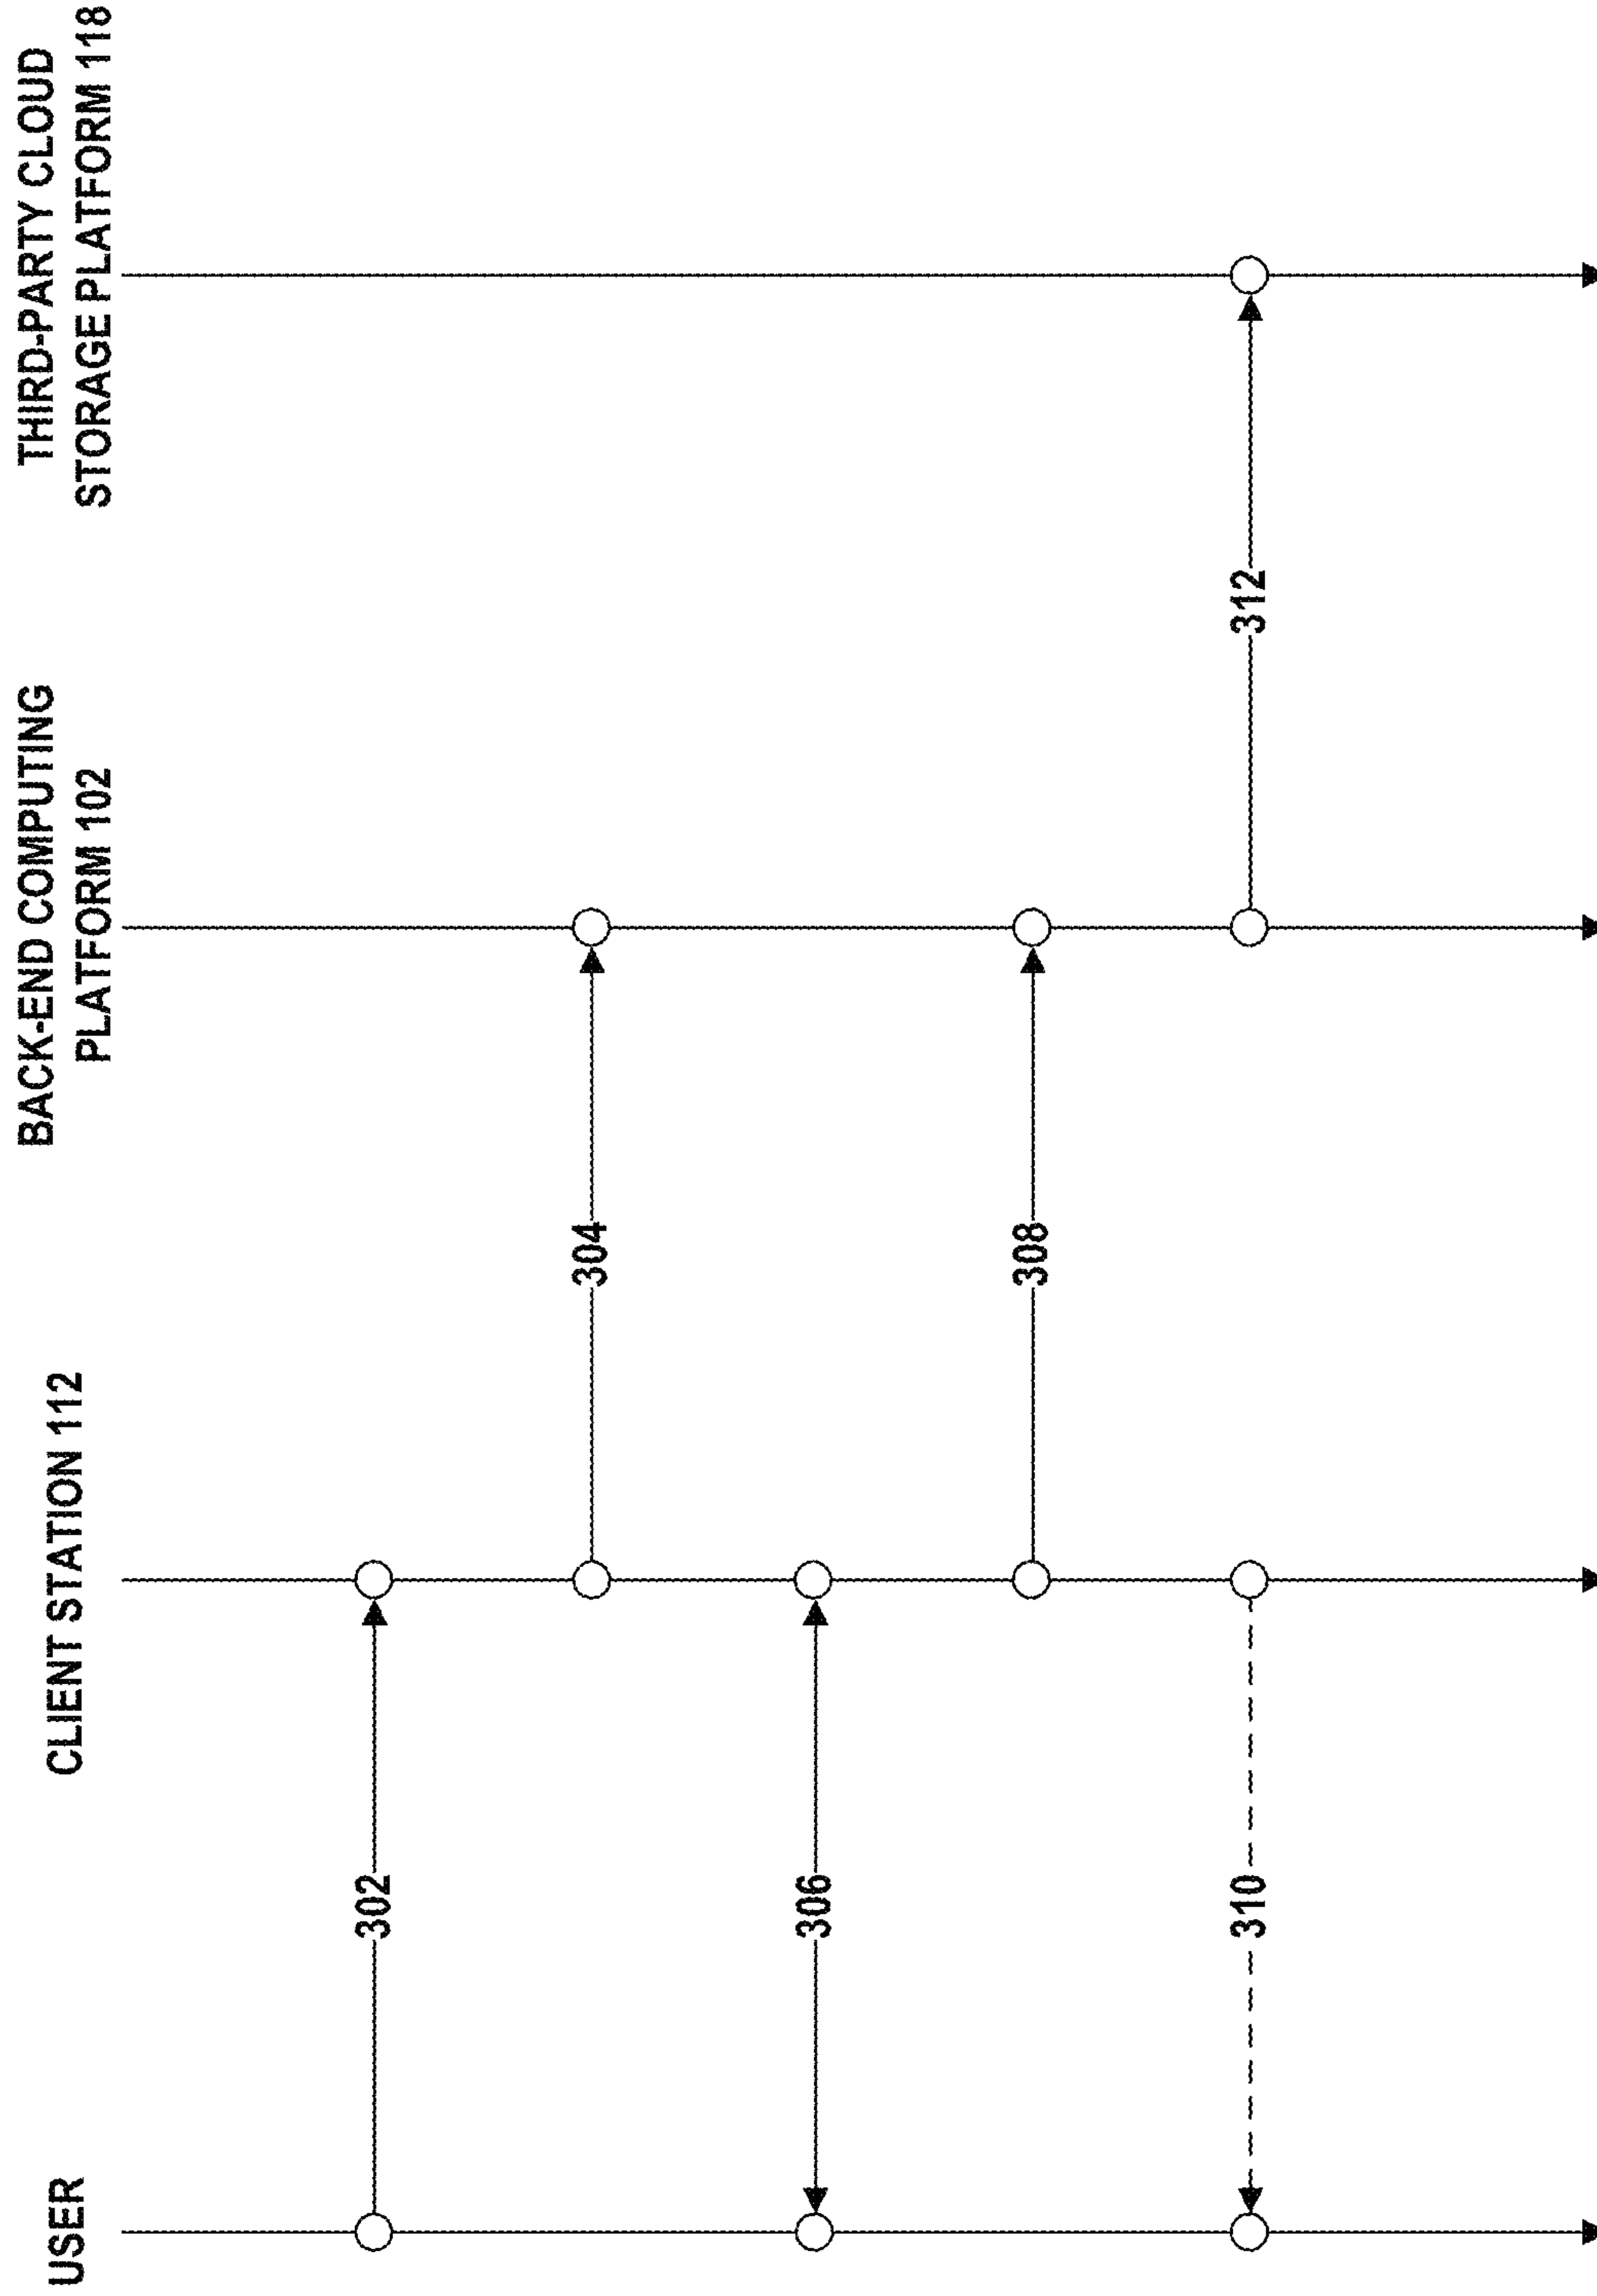 USER
CLIENT STATION 112
BACK-END COMPUTING
PLATFORM 102
THIRD-PARTY CLOUD
STORAGE PLATFORM 118
302
304
306
308
310
312